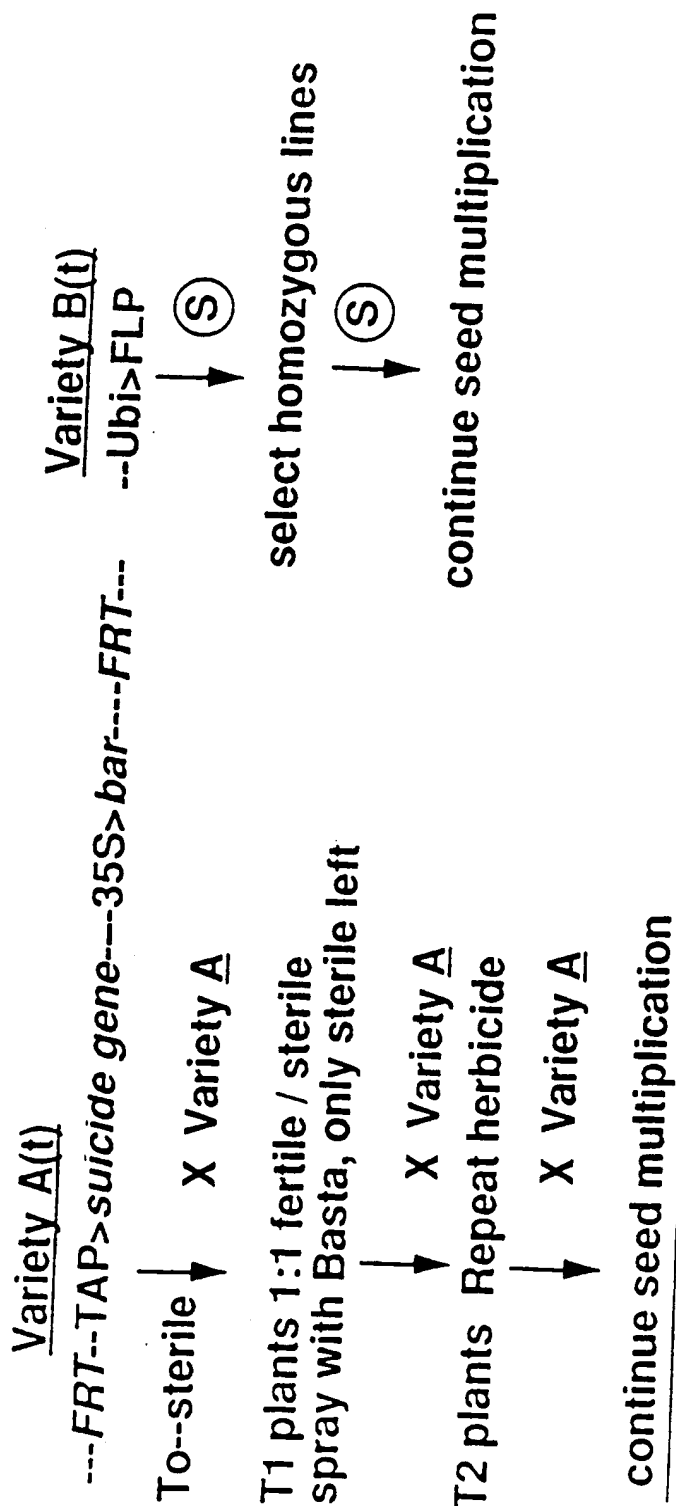 Variety A(t)
----FRT--TAP>suicide gene----35S>bar----FRT---
To--sterile
X Variety A
T1 plants 1:1 fertile / sterile
spray with Basta, only sterile left
X Variety A
T2 plants Repeat herbicide
X Variety A
continue seed multiplication
Variety B(t)
--Ubi>FLP
S
select homozygous lines
S
continue seed multiplication